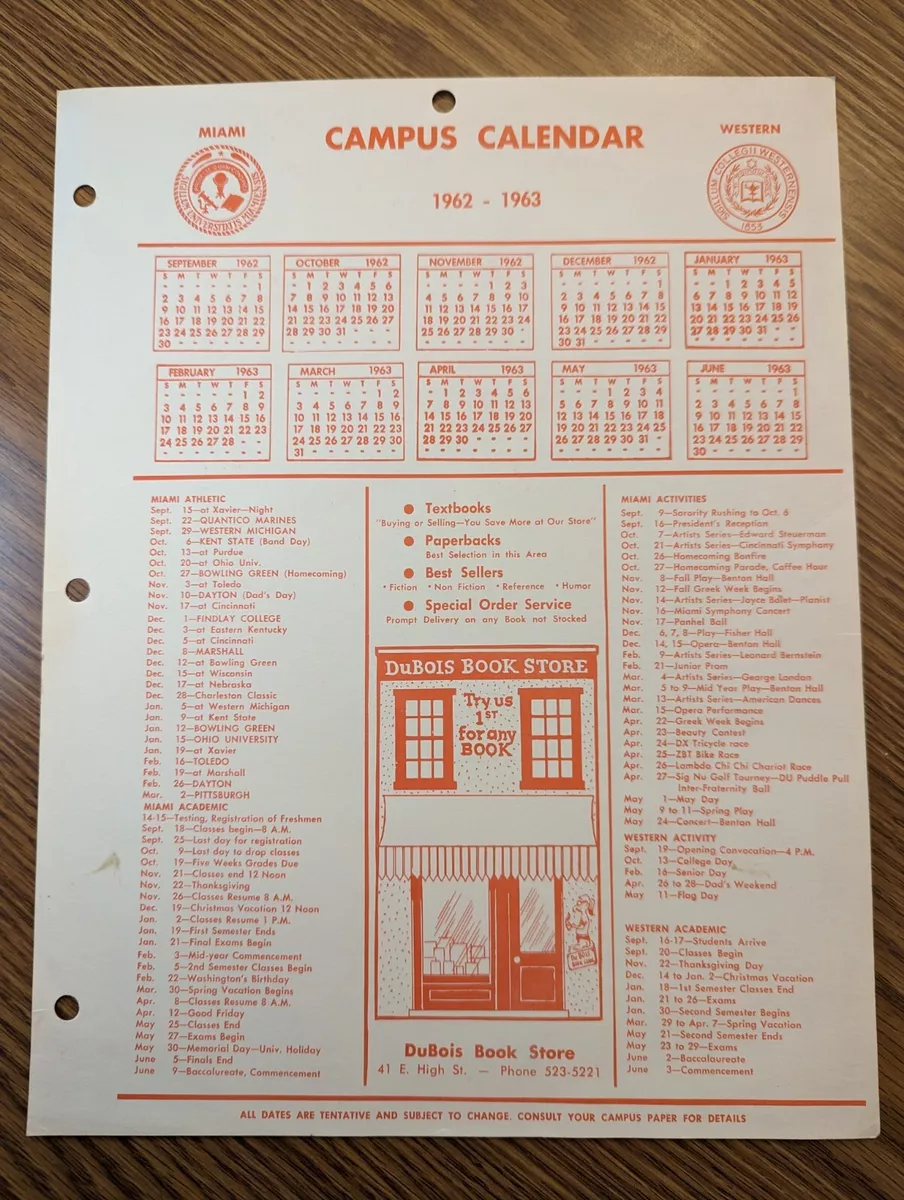 MIAMI
CAMPUS CALENDAR
WESTERN
1962 - 1963
SIGILLUM COLLEGII WESTERNENSIS
1853
SEPTEMBER 1962
S M T W T F S
- - - - - - 1
2 3 4 5 6 7 8
9 10 11 12 13 14 15
16 17 18 19 20 21 22
23 24 25 26 27 28 29
30 - - - - - -
OCTOBER 1962
S M T W T F S
- 1 2 3 4 5 6
7 8 9 10 11 12 13
14 15 16 17 18 19 20
21 22 23 24 25 26 27
28 29 30 31 - - -
- - - - - - -
NOVEMBER 1962
S M T W T F S
- - - - 1 2 3
4 5 6 7 8 9 10
11 12 13 14 15 16 17
18 19 20 21 22 23 24
25 26 27 28 29 30 -
- - - - - - -
DECEMBER 1962
S M T W T F S
- - - - - - 1
2 3 4 5 6 7 8
9 10 11 12 13 14 15
16 17 18 19 20 21 22
23 24 25 26 27 28 29
30 31 - - - - -
JANUARY 1963
S M T W T F S
- - 1 2 3 4 5
6 7 8 9 10 11 12
13 14 15 16 17 18 19
20 21 22 23 24 25 26
27 28 29 30 31 - -
- - - - - - -
FEBRUARY 1963
S M T W T F S
- - - - - 1 2
3 4 5 6 7 8 9
10 11 12 13 14 15 16
17 18 19 20 21 22 23
24 25 26 27 28 - -
- - - - - - -
MARCH 1963
S M T W T F S
- - - - - 1 2
3 4 5 6 7 8 9
10 11 12 13 14 15 16
17 18 19 20 21 22 23
24 25 26 27 28 29 30
31 - - - - - -
APRIL 1963
S M T W T F S
- 1 2 3 4 5 6
7 8 9 10 11 12 13
14 15 16 17 18 19 20
21 22 23 24 25 26 27
28 29 30 - - - -
- - - - - - -
MAY 1963
S M T W T F S
- - - 1 2 3 4
5 6 7 8 9 10 11
12 13 14 15 16 17 18
19 20 21 22 23 24 25
26 27 28 29 30 31 -
- - - - - - -
JUNE 1963
S M T W T F S
- - - - - - 1
2 3 4 5 6 7 8
9 10 11 12 13 14 15
16 17 18 19 20 21 22
23 24 25 26 27 28 29
30 - - - - - -
MIAMI ATHLETIC
Sept. 15—at Xavier—Night
Sept. 22—QUANTICO MARINES
Sept. 29—WESTERN MICHIGAN
Oct. 6—KENT STATE (Band Day)
Oct. 13—at Purdue
Oct. 20—at Ohio Univ.
Oct. 27—BOWLING GREEN (Homecoming)
Nov. 3—at Toledo
Nov. 10—DAYTON (Dad's Day)
Nov. 17—at Cincinnati
Dec. 1—FINDLAY COLLEGE
Dec. 3—at Eastern Kentucky
Dec. 5—at Cincinnati
Dec. 8—MARSHALL
Dec. 12—at Bowling Green
Dec. 15—at Wisconsin
Dec. 17—at Nebraska
Dec. 28—Charleston Classic
Jan. 5—at Western Michigan
Jan. 9—at Kent State
Jan. 12—BOWLING GREEN
Jan. 15—OHIO UNIVERSITY
Jan. 19—at Xavier
Feb. 16—TOLEDO
Feb. 19—at Marshall
Feb. 26—DAYTON
Mar. 2—PITTSBURGH
MIAMI ACADEMIC
14-15—Testing, Registration of Freshmen
Sept. 18—Classes begin—8 A.M.
Sept. 25—Last day for registration
Oct. 9—Last day to drop classes
Oct. 19—Five Weeks Grades Due
Nov. 21—Classes end 12 Noon
Nov. 22—Thanksgiving
Nov. 26—Classes Resume 8 A.M.
Dec. 19—Christmas Vacation 12 Noon
Jan. 2—Classes Resume 1 P.M.
Jan. 19—First Semester Ends
Jan. 21—Final Exams Begin
Feb. 3—Mid-year Commencement
Feb. 5—2nd Semester Classes Begin
Feb. 22—Washington's Birthday
Mar. 30—Spring Vacation Begins
Apr. 8—Classes Resume 8 A.M.
Apr. 12—Good Friday
May 25—Classes End
May 27—Exams Begin
May 30—Memorial Day—Univ. Holiday
June 5—Finals End
June 9—Baccalureate, Commencement
● Textbooks
"Buying or Selling—You Save More at Our Store"
● Paperbacks
Best Selection in this Area
● Best Sellers
• Fiction • Non Fiction • Reference • Humor
● Special Order Service
Prompt Delivery on any Book not Stocked
DuBois BOOK STORE
Try us
1ST
for any
BOOK
DuBois Book Store
41 E. High St. — Phone 523-5221
MIAMI ACTIVITIES
Sept. 9—Sorority Rushing to Oct. 6
Sept. 16—President's Reception
Oct. 7—Artists Series—Edward Steuerman
Oct. 21—Artists Series—Cincinnati Symphony
Oct. 26—Homecoming Bonfire
Oct. 27—Homecoming Parade, Coffee Hour
Nov. 8—Fall Play—Benton Hall
Nov. 12—Fall Greek Week Begins
Nov. 14—Artists Series—Joyce Balet—Pianist
Nov. 16—Miami Symphony Concert
Nov. 17—Panhel Ball
Dec. 6, 7, 8—Play—Fisher Hall
Dec. 14, 15—Opera—Benton Hall
Feb. 9—Artists Series—Leonard Bernstein
Feb. 21—Junior Prom
Mar. 4—Artists Series—George London
Mar. 5 to 9—Mid Year Play—Benton Hall
Mar. 13—Artists Series—American Dances
Mar. 15—Opera Performance
Apr. 22—Greek Week Begins
Apr. 23—Beauty Contest
Apr. 24—DX Tricycle race
Apr. 25—ZBT Bike Race
Apr. 26—Lambda Chi Chi Chariot Race
Apr. 27—Sig Nu Golf Tourney—DU Puddle Pull
Inter-Fraternity Ball
May 1—May Day
May 9 to 11—Spring Play
May 24—Concert—Benton Hall
WESTERN ACTIVITY
Sept. 19—Opening Convocation—4 P.M.
Oct. 13—College Day
Feb. 16—Senior Day
Apr. 26 to 28—Dad's Weekend
May 11—Flag Day
WESTERN ACADEMIC
Sept. 16-17—Students Arrive
Sept. 20—Classes Begin
Nov. 22—Thanksgiving Day
Dec. 14 to Jan. 2—Christmas Vacation
Jan. 18—1st Semester Classes End
Jan. 21 to 26—Exams
Jan. 30—Second Semester Begins
Mar. 29 to Apr. 7—Spring Vacation
May 21—Second Semester Ends
May 23 to 29—Exams
June 2—Baccalaureate
June 3—Commencement
ALL DATES ARE TENTATIVE AND SUBJECT TO CHANGE. CONSULT YOUR CAMPUS PAPER FOR DETAILS